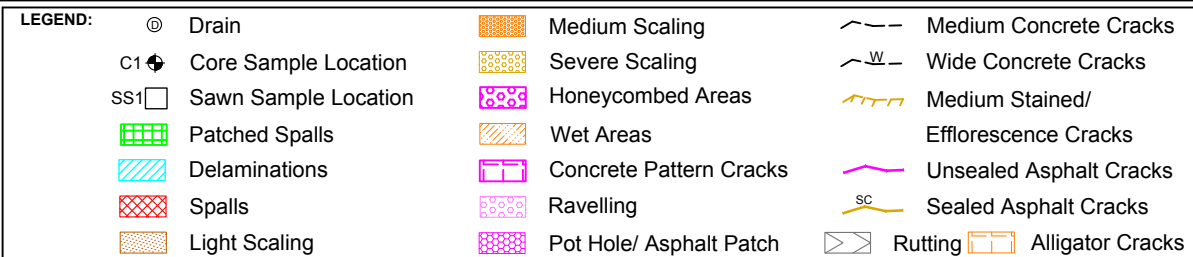 LEGEND:
D Drain
C1 Core Sample Location
SS1 Sawn Sample Location
Patched Spalls
Delaminations
Spalls
Light Scaling
Medium Scaling
Severe Scaling
Honeycombed Areas
Wet Areas
Concrete Pattern Cracks
Ravelling
Pot Hole/ Asphalt Patch
Medium Concrete Cracks
W Wide Concrete Cracks
Medium Stained/
Efflorescence Cracks
Unsealed Asphalt Cracks
SC Sealed Asphalt Cracks
Rutting Alligator Cracks